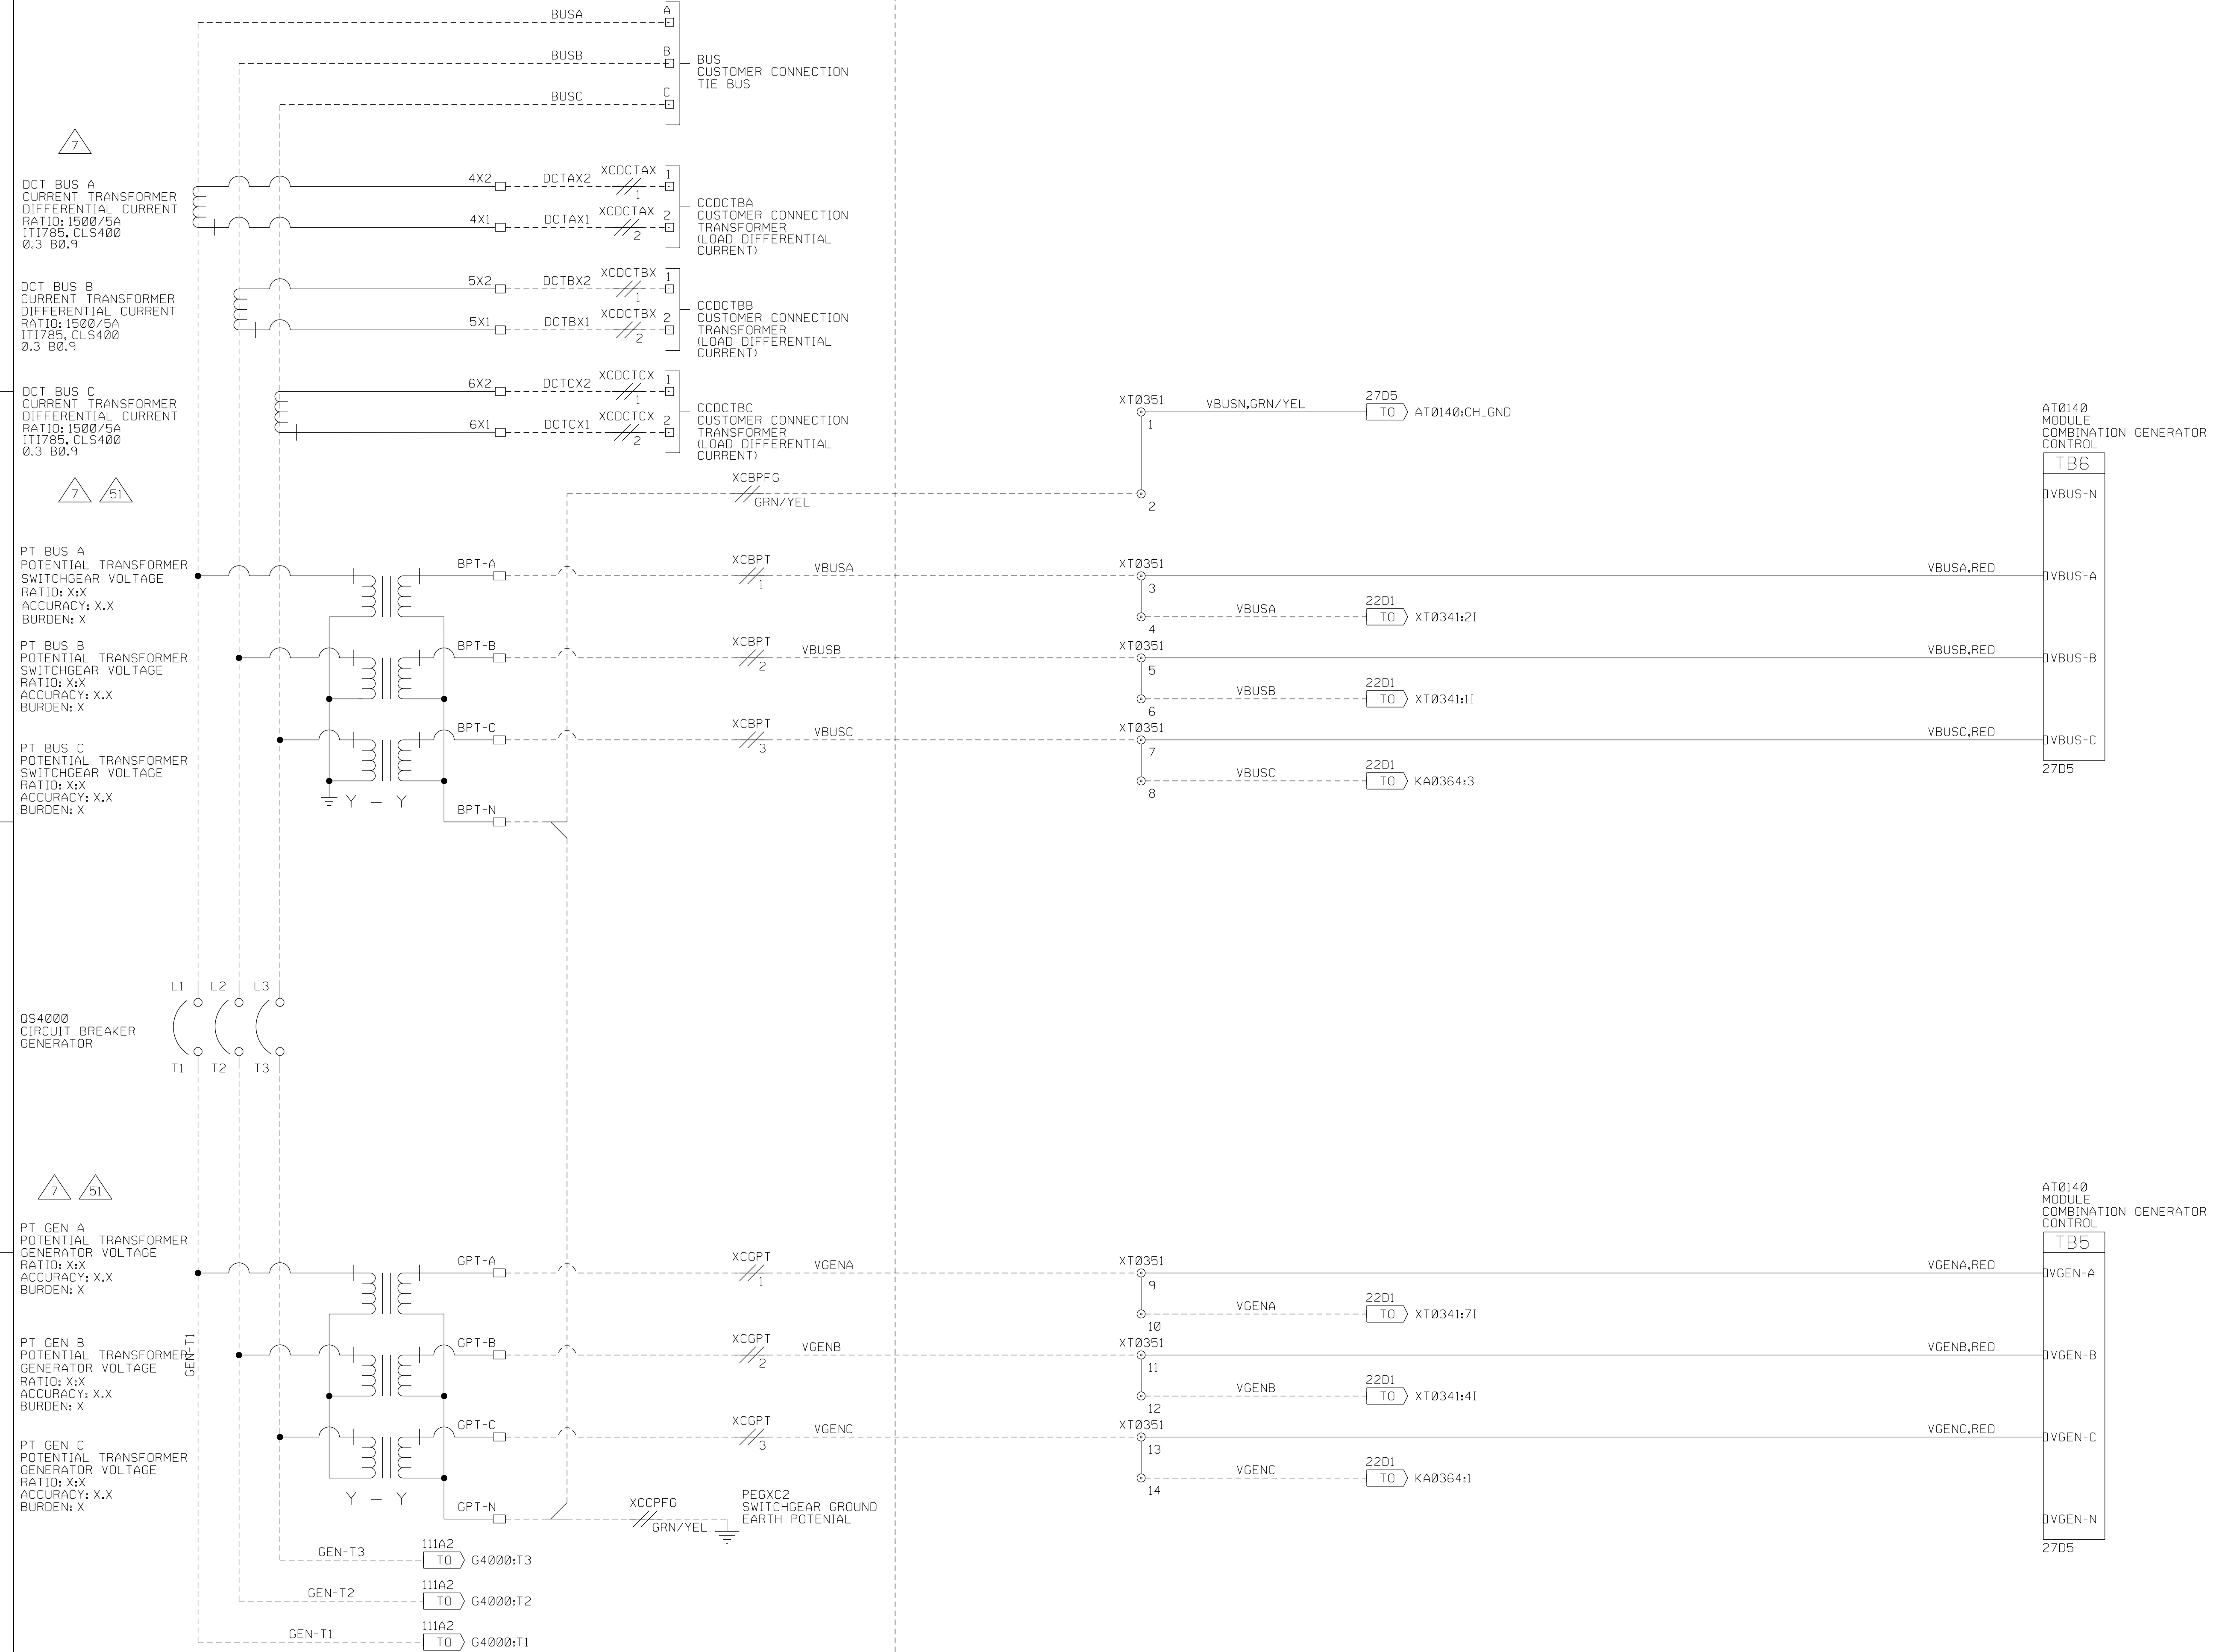 BUSA
A
BUSB
B
BUS
CUSTOMER CONNECTION
TIE BUS
BUSC
C
7
DCT BUS A
CURRENT TRANSFORMER
DIFFERENTIAL CURRENT
RATIO:1500/5A
ITI785,CLS400
0.3 B0.9
4X2
DCTAX2
XCDCTAX
1
1
4X1
DCTAX1
XCDCTAX
2
2
CCDCTBA
CUSTOMER CONNECTION
TRANSFORMER
(LOAD DIFFERENTIAL
CURRENT)
DCT BUS B
CURRENT TRANSFORMER
DIFFERENTIAL CURRENT
RATIO:1500/5A
ITI785,CLS400
0.3 B0.9
5X2
DCTBX2
XCDCTBX
1
1
5X1
DCTBX1
XCDCTBX
2
2
CCDCTBB
CUSTOMER CONNECTION
TRANSFORMER
(LOAD DIFFERENTIAL
CURRENT)
DCT BUS C
CURRENT TRANSFORMER
DIFFERENTIAL CURRENT
RATIO:1500/5A
ITI785,CLS400
0.3 B0.9
6X2
DCTCX2
XCDCTCX
1
1
6X1
DCTCX1
XCDCTCX
2
2
CCDCTBC
CUSTOMER CONNECTION
TRANSFORMER
(LOAD DIFFERENTIAL
CURRENT)
XT0351
1
VBUSN,GRN/YEL
27D5
TO
AT0140:CH_GND
AT0140
MODULE
COMBINATION GENERATOR
CONTROL
TB6
7
51
XCBPFG
GRN/YEL
2
VBUS-N
PT BUS A
POTENTIAL TRANSFORMER
SWITCHGEAR VOLTAGE
RATIO: X:X
ACCURACY: X.X
BURDEN: X
BPT-A
XCBPT
1
VBUSA
XT0351
3
VBUSA,RED
VBUS-A
4
VBUSA
22D1
TO
XT0341:2I
PT BUS B
POTENTIAL TRANSFORMER
SWITCHGEAR VOLTAGE
RATIO: X:X
ACCURACY: X.X
BURDEN: X
BPT-B
XCBPT
2
VBUSB
XT0351
5
VBUSB,RED
VBUS-B
6
VBUSB
22D1
TO
XT0341:1I
PT BUS C
POTENTIAL TRANSFORMER
SWITCHGEAR VOLTAGE
RATIO: X:X
ACCURACY: X.X
BURDEN: X
BPT-C
XCBPT
3
VBUSC
XT0351
7
VBUSC,RED
VBUS-C
27D5
8
VBUSC
22D1
TO
KA0364:3
Y – Y
BPT-N
L1 L2 L3
QS4000
CIRCUIT BREAKER
GENERATOR
T1 T2 T3
7
51
AT0140
MODULE
COMBINATION GENERATOR
CONTROL
TB5
PT GEN A
POTENTIAL TRANSFORMER
GENERATOR VOLTAGE
RATIO: X:X
ACCURACY: X.X
BURDEN: X
GPT-A
XCGPT
1
VGENA
XT0351
9
VGENA,RED
VGEN-A
10
VGENA
22D1
TO
XT0341:7I
GEN-T1
PT GEN B
POTENTIAL TRANSFORMER
GENERATOR VOLTAGE
RATIO: X:X
ACCURACY: X.X
BURDEN: X
GPT-B
XCGPT
2
VGENB
XT0351
11
VGENB,RED
VGEN-B
12
VGENB
22D1
TO
XT0341:4I
PT GEN C
POTENTIAL TRANSFORMER
GENERATOR VOLTAGE
RATIO: X:X
ACCURACY: X.X
BURDEN: X
GPT-C
XCGPT
3
VGENC
XT0351
13
VGENC,RED
VGEN-C
14
VGENC
22D1
TO
KA0364:1
Y – Y
GPT-N
XCCPFG
GRN/YEL
PEGXC2
SWITCHGEAR GROUND
EARTH POTENIAL
VGEN-N
27D5
GEN-T3
111A2
TO
G4000:T3
GEN-T2
111A2
TO
G4000:T2
GEN-T1
111A2
TO
G4000:T1